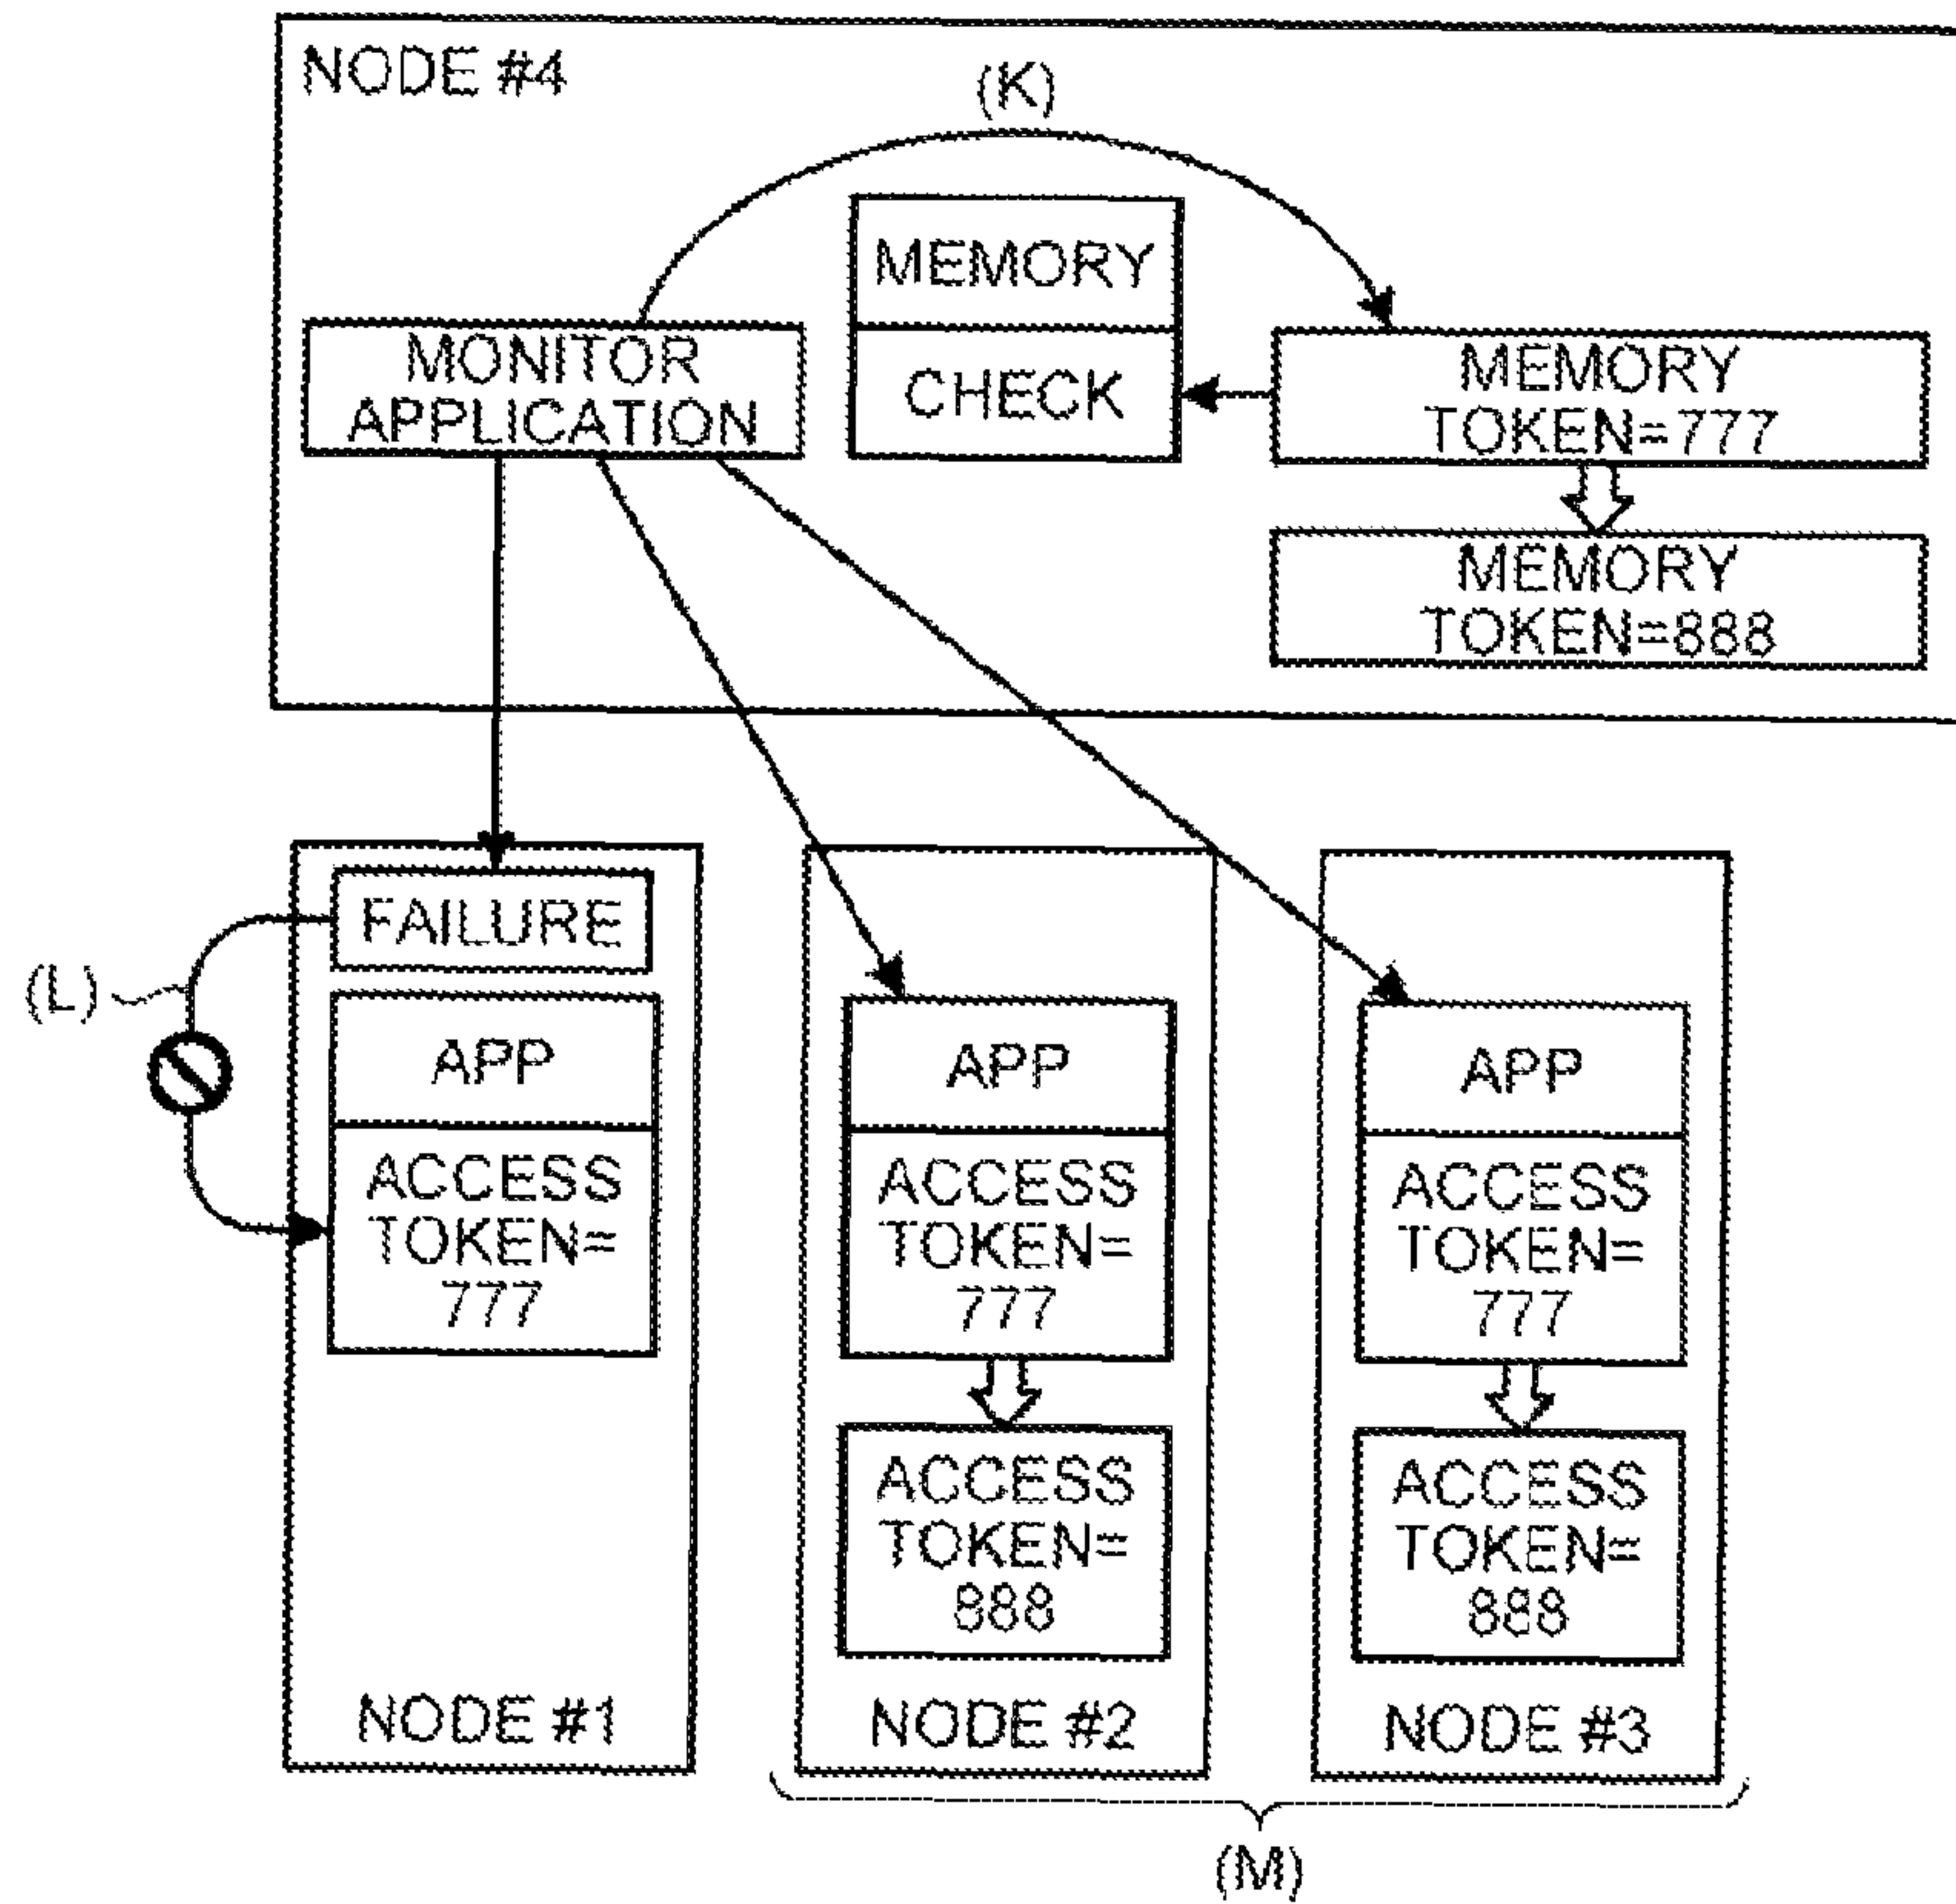 NODE #4
(K)
MEMORY
CHECK
MONITOR
APPLICATION
MEMORY
TOKEN=777
MEMORY
TOKEN=888
FAILURE
(L)
APP
ACCESS
TOKEN=
777
NODE #1
APP
ACCESS
TOKEN=
777
ACCESS
TOKEN=
888
NODE #2
APP
ACCESS
TOKEN=
777
ACCESS
TOKEN=
888
NODE #3
(M)